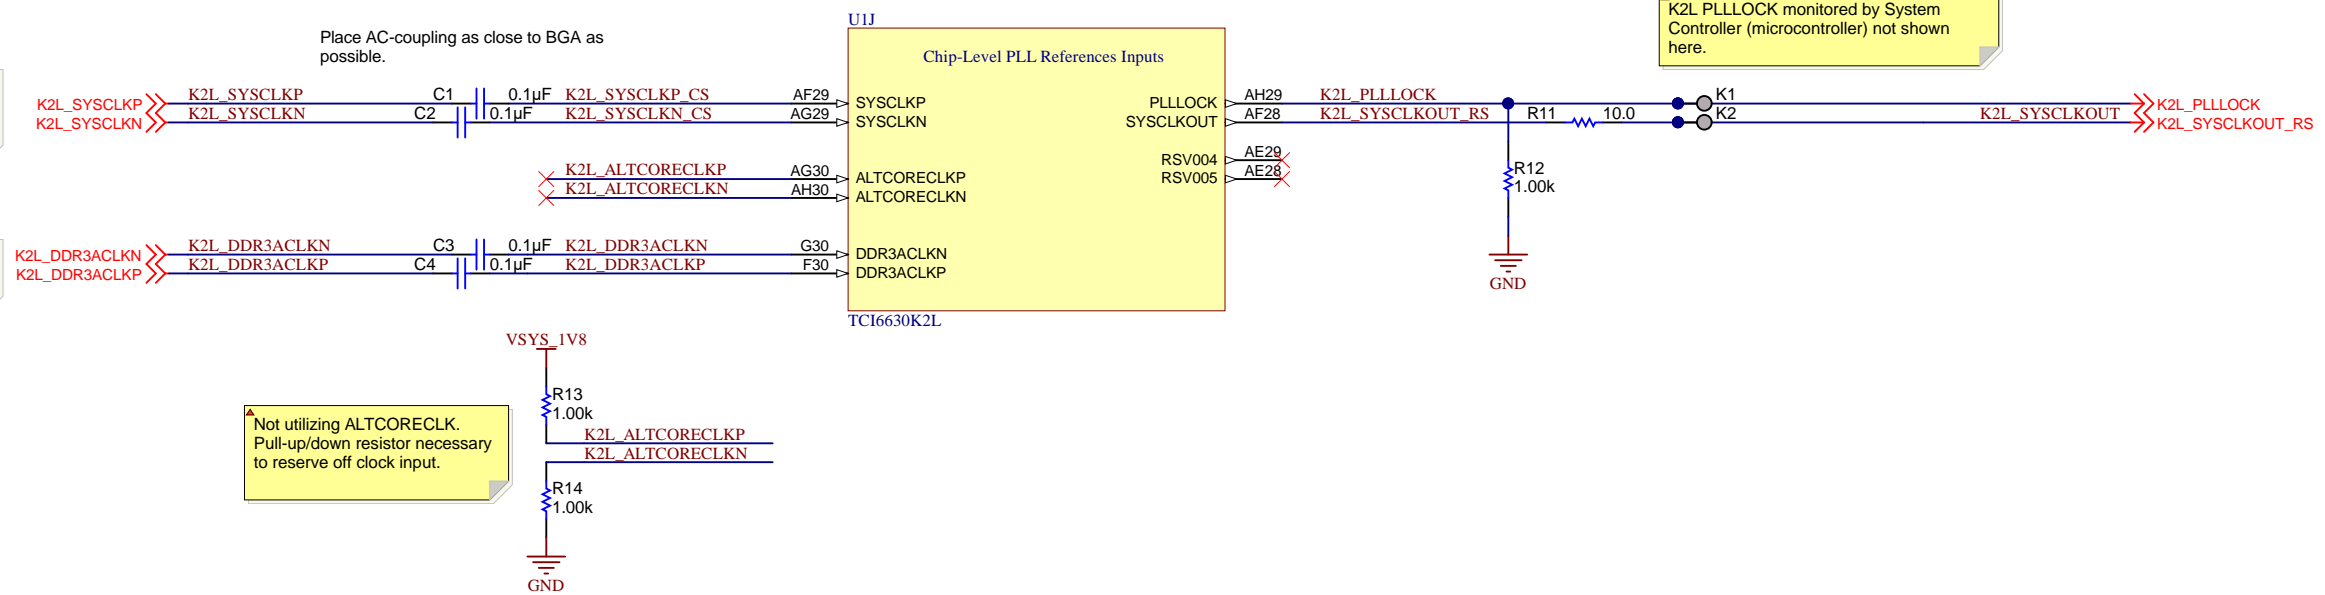 K2L PLLLOCK monitored by System
Controller (microcontroller) not shown
here.
U1J
Place AC-coupling as close to BGA as
possible.
Chip-Level PLL References Inputs
K2L_SYSCLKP K2L_SYSCLKP C1 0.1µF K2L_SYSCLKP_CS AF29 SYSCLKP PLLLOCK AH29 K2L_PLLLOCK K1 K2L_PLLLOCK
K2L_SYSCLKN K2L_SYSCLKN C2 0.1µF K2L_SYSCLKN_CS AG29 SYSCLKN SYSCLKOUT AF28 K2L_SYSCLKOUT_RS R11 10.0 K2 K2L_SYSCLKOUT K2L_SYSCLKOUT_RS
RSV004 AE29
K2L_ALTCORECLKP AG30 ALTCORECLKP RSV005 AE28
K2L_ALTCORECLKN AH30 ALTCORECLKN
R12
1.00k
K2L_DDR3ACLKN K2L_DDR3ACLKN C3 0.1µF K2L_DDR3ACLKN G30 DDR3ACLKN
K2L_DDR3ACLKP K2L_DDR3ACLKP C4 0.1µF K2L_DDR3ACLKP F30 DDR3ACLKP
GND
TCI6630K2L
VSYS_1V8
R13
1.00k
Not utilizing ALTCORECLK.
Pull-up/down resistor necessary
to reserve off clock input.
K2L_ALTCORECLKP
K2L_ALTCORECLKN
R14
1.00k
GND